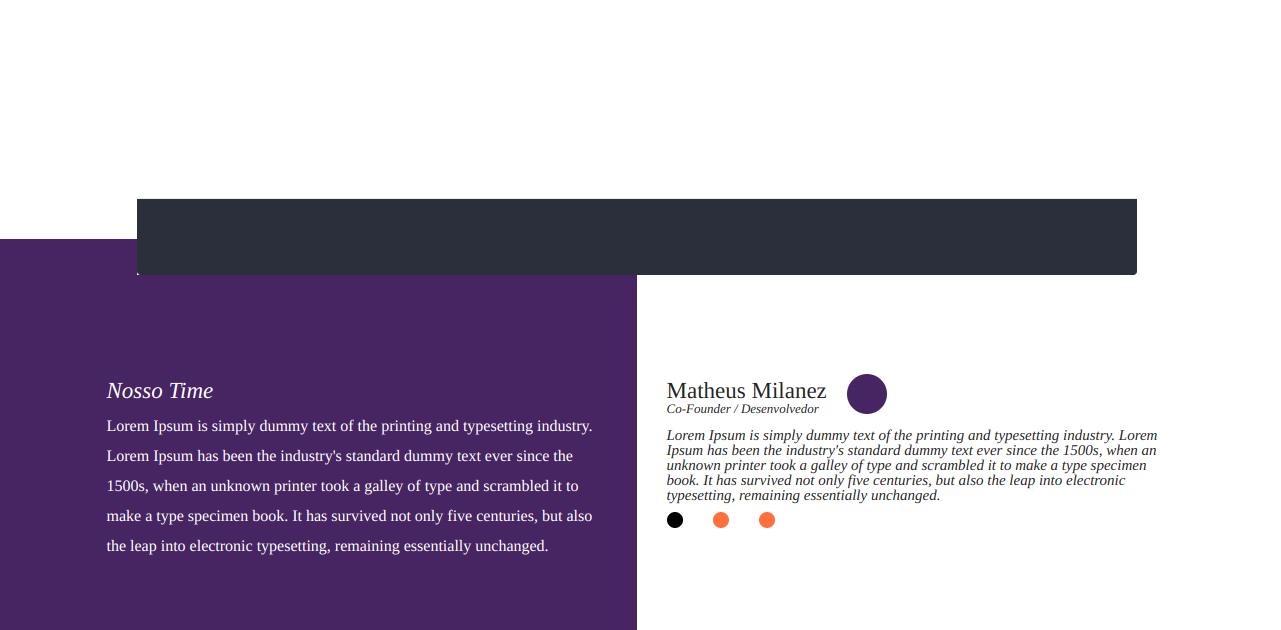 Nosso Time
Lorem Ipsum is simply dummy text of the printing and typesetting industry.
Lorem Ipsum has been the industry's standard dummy text ever since the
1500s, when an unknown printer took a galley of type and scrambled it to
make a type specimen book. It has survived not only five centuries, but also
the leap into electronic typesetting, remaining essentially unchanged.
Matheus Milanez
Co-Founder / Desenvolvedor
Lorem Ipsum is simply dummy text of the printing and typesetting industry. Lorem
Ipsum has been the industry's standard dummy text ever since the 1500s, when an
unknown printer took a galley of type and scrambled it to make a type specimen
book. It has survived not only five centuries, but also the leap into electronic
typesetting, remaining essentially unchanged.